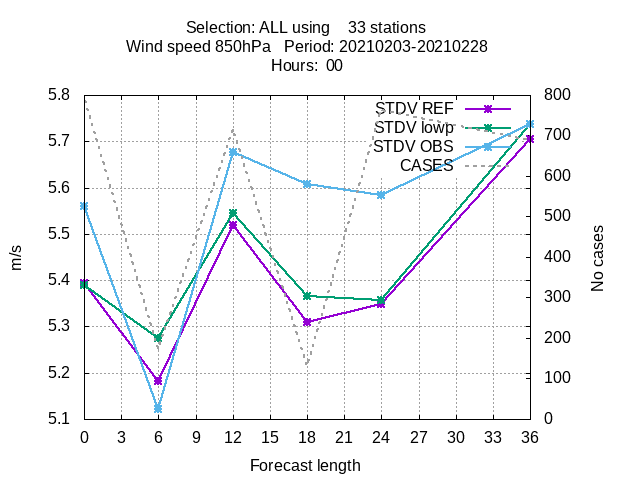 Selection: ALL using 33 stations
Wind speed 850hPa Period: 20210203-20210228
Hours: 00
5.8
5.7
5.6
5.5
5.4
5.3
5.2
5.1
m/s
STDV REF
STDV lowp
STDV OBS
CASES
800
700
600
500
400
300
200
100
0
No cases
0 3 6 9 12 15 18 21 24 27 30 33 36
Forecast length